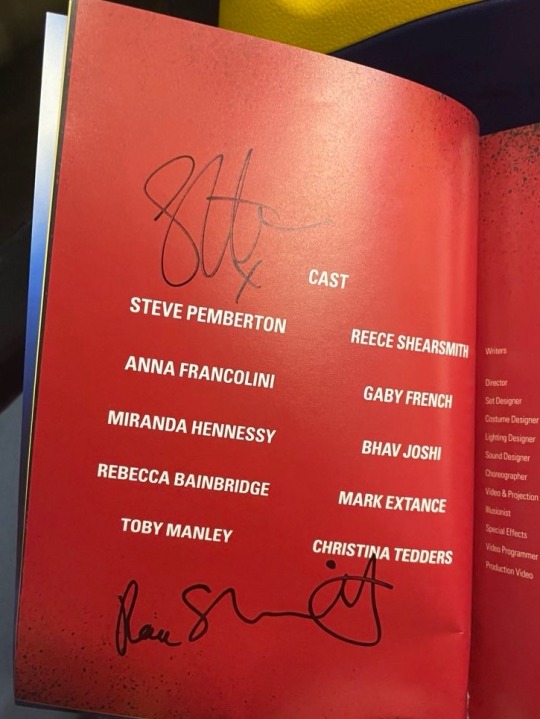 CAST
STEVE PEMBERTON
REECE SHEARSMITH
ANNA FRANCOLINI
GABY FRENCH
MIRANDA HENNESSY
BHAV JOSHI
REBECCA BAINBRIDGE
MARK EXTANCE
TOBY MANLEY
CHRISTINA TEDDERS
Writers
Director
Set Designer
Costume Designer
Lighting Designer
Sound Designer
Choreographer
Video & Projection
Illusionist
Special Effects
Video Programmer
Production Video